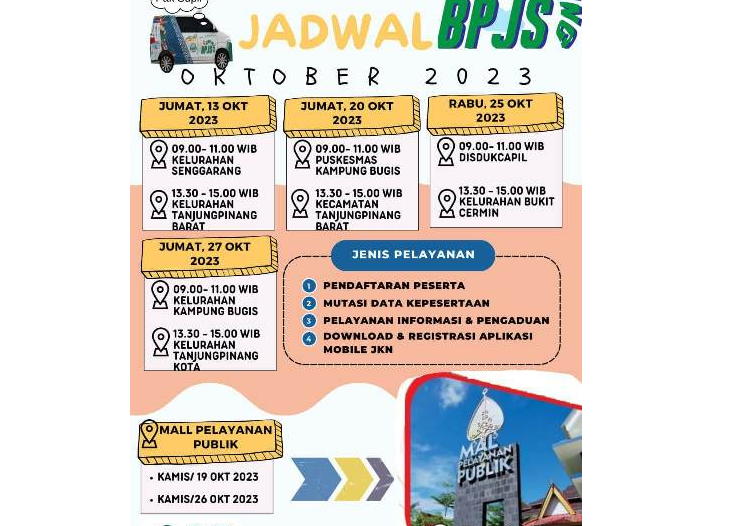 JADWAL BPJS
OKTOBER 2023
JUMAT, 13 OKT
2023
09.00- 11.00 WIB
KELURAHAN
SENGGARANG
13.30 - 15.00 WIB
KELURAHAN
TANJUNGPINANG
BARAT
JUMAT, 20 OKT
2023
09.00- 11.00 WIB
PUSKESMAS
KAMPUNG BUGIS
13.30 - 15.00 WIB
KECAMATAN
TANJUNGPINANG
BARAT
RABU, 25 OKT
2023
09.00- 11.00 WIB
DISDUKCAPIL
13.30 - 15.00 WIB
KELURAHAN BUKIT
CERMIN
JUMAT, 27 OKT
2023
09.00- 11.00 WIB
KELURAHAN
KAMPUNG BUGIS
13.30 - 15.00 WIB
KELURAHAN
TANJUNGPINANG
KOTA
JENIS PELAYANAN
1 PENDAFTARAN PESERTA
2 MUTASI DATA KEPESERTAAN
3 PELAYANAN INFORMASI & PENGADUAN
4 DOWNLOAD & REGISTRASI APLIKASI
MOBILE JKN
MALL PELAYANAN
PUBLIK
• KAMIS/ 19 OKT 2023
• KAMIS/26 OKT 2023
MAL
PELAYANAN
PUBLIK